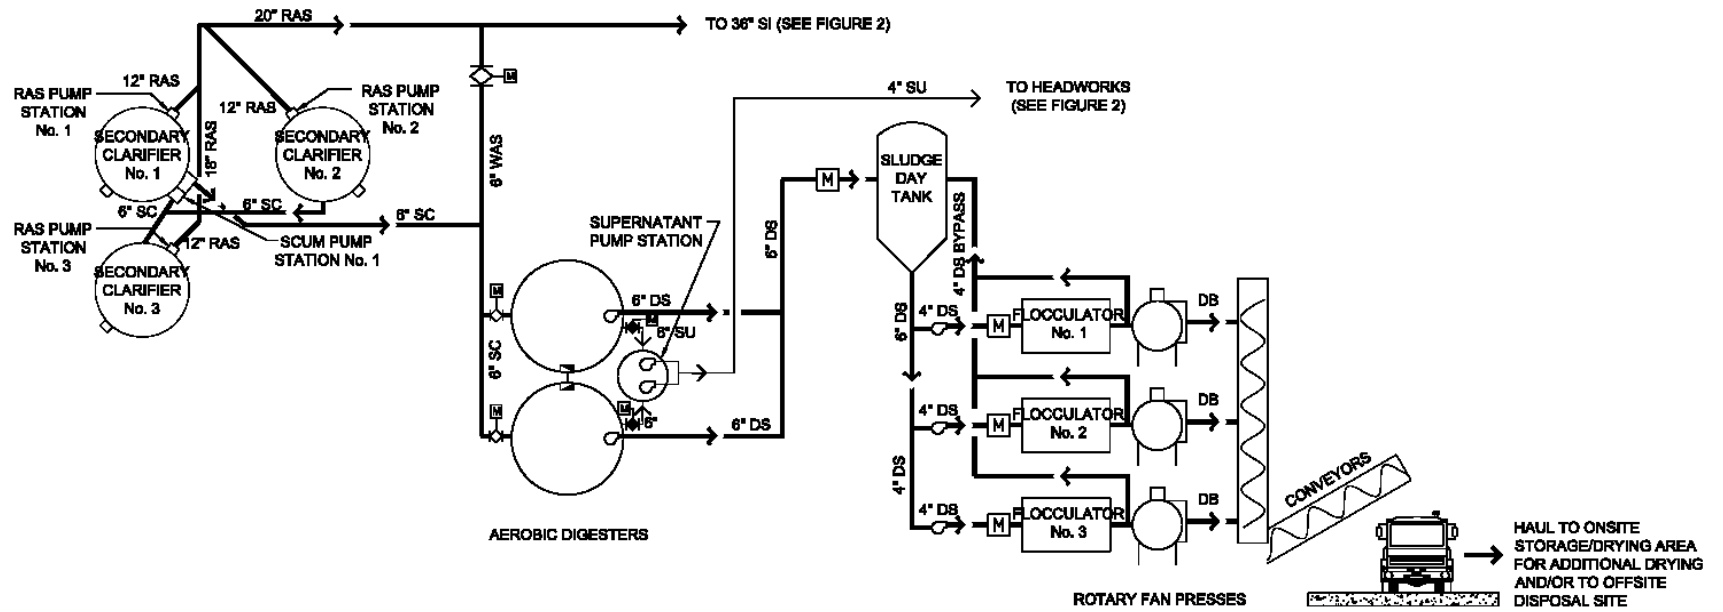 20" RAS
TO 36" SI (SEE FIGURE 2)
12" RAS
RAS PUMP
STATION
No. 1
RAS PUMP
STATION
No. 2
12" RAS
18" RAS
SECONDARY
CLARIFIER
No. 1
SECONDARY
CLARIFIER
No. 2
6" SC
6" SC
6" SC
RAS PUMP
STATION
No. 3
12" RAS
SCUM PUMP
STATION No. 1
SECONDARY
CLARIFIER
No. 3
M
6" WAS
4" SU
TO HEADWORKS
(SEE FIGURE 2)
SUPERNATANT
PUMP STATION
M
6" DS
M
6" SU
6" SC
M
M
6"
6" DS
6" DS
AEROBIC DIGESTERS
M
SLUDGE
DAY
TANK
4" DS BYPASS
6" DS
4" DS
M
FLOCCULATOR
No. 1
DB
4" DS
M
FLOCCULATOR
No. 2
DB
4" DS
4" DS
M
FLOCCULATOR
No. 3
DB
CONVEYORS
ROTARY FAN PRESSES
HAUL TO ONSITE
STORAGE/DRYING AREA
FOR ADDITIONAL DRYING
AND/OR TO OFFSITE
DISPOSAL SITE